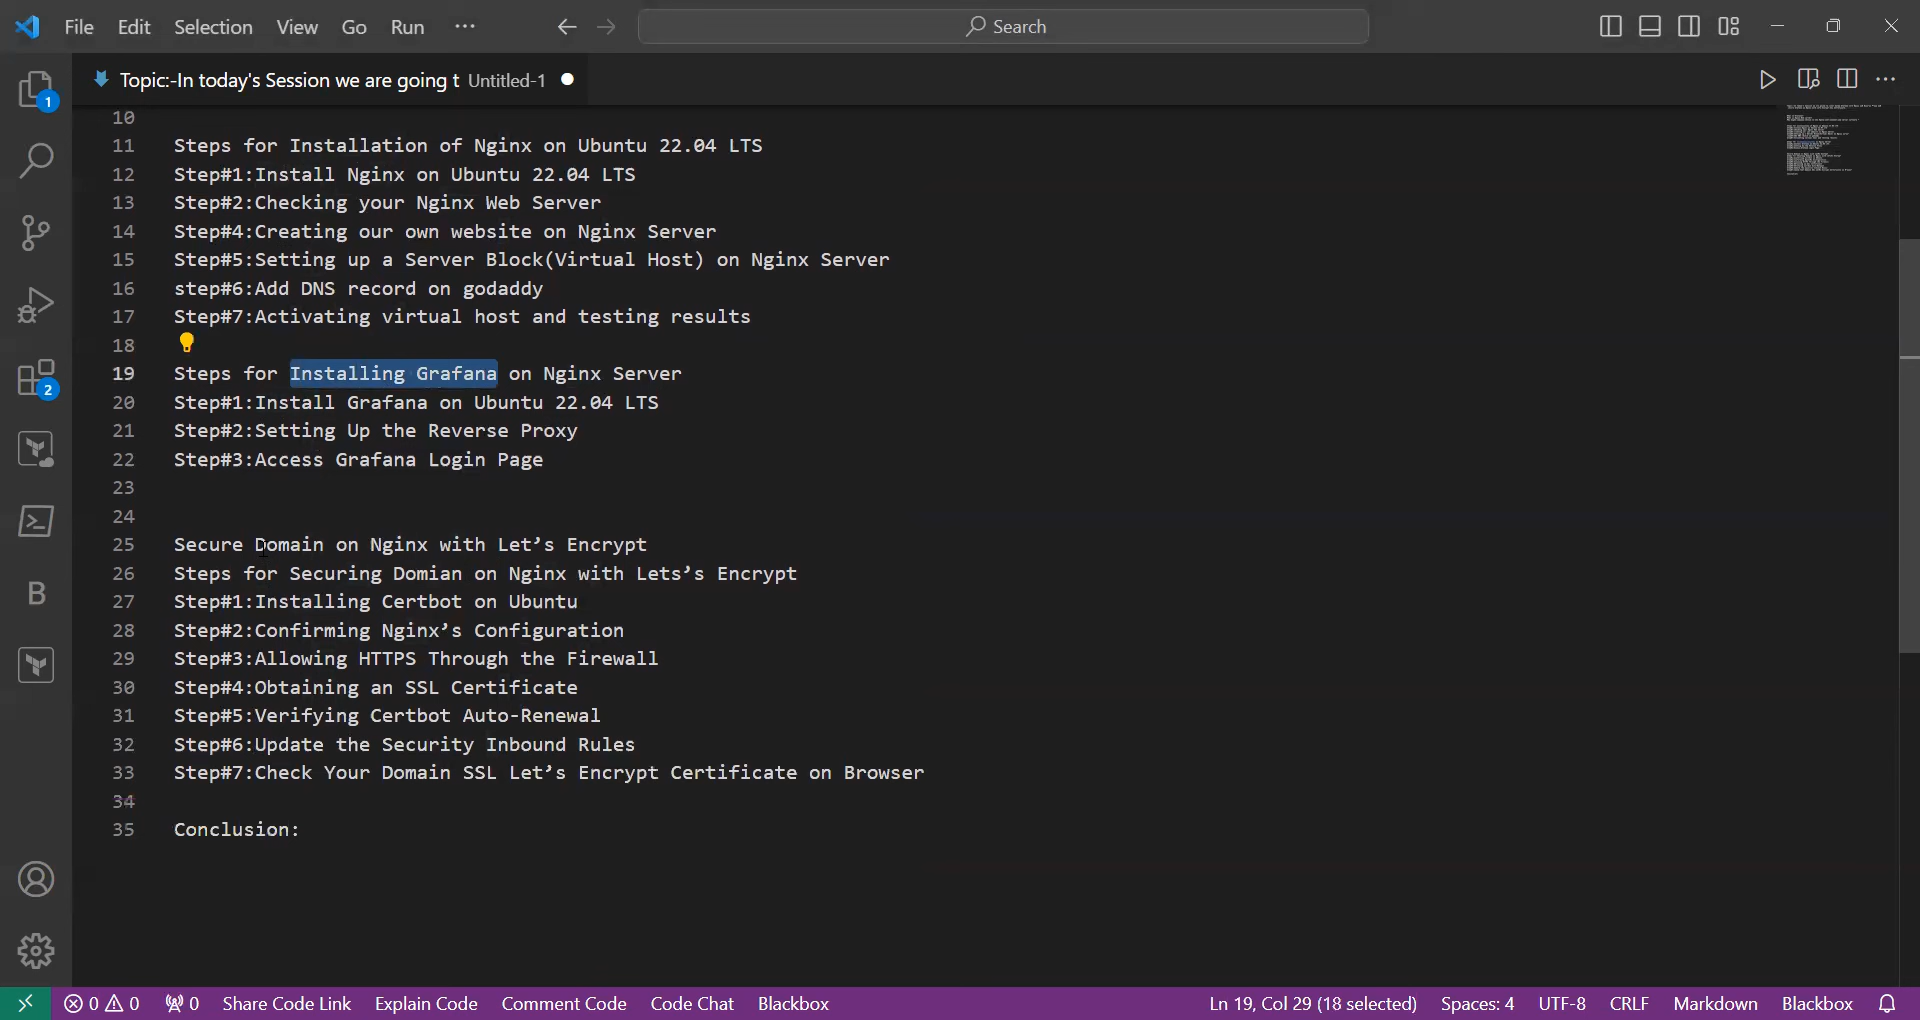 File Edit Selection View Go Run ··· Search
Topic:-In today's Session we are going t Untitled-1
10
11 Steps for Installation of Nginx on Ubuntu 22.04 LTS
12 Step#1:Install Nginx on Ubuntu 22.04 LTS
13 Step#2:Checking your Nginx Web Server
14 Step#4:Creating our own website on Nginx Server
15 Step#5:Setting up a Server Block(Virtual Host) on Nginx Server
16 step#6:Add DNS record on godaddy
17 Step#7:Activating virtual host and testing results
18
19 Steps for Installing Grafana on Nginx Server
20 Step#1:Install Grafana on Ubuntu 22.04 LTS
21 Step#2:Setting Up the Reverse Proxy
22 Step#3:Access Grafana Login Page
23
24
25 Secure Domain on Nginx with Let’s Encrypt
26 Steps for Securing Domian on Nginx with Lets’s Encrypt
27 Step#1:Installing Certbot on Ubuntu
28 Step#2:Confirming Nginx’s Configuration
29 Step#3:Allowing HTTPS Through the Firewall
30 Step#4:Obtaining an SSL Certificate
31 Step#5:Verifying Certbot Auto-Renewal
32 Step#6:Update the Security Inbound Rules
33 Step#7:Check Your Domain SSL Let’s Encrypt Certificate on Browser
34
35 Conclusion:
1
2
B
0 0 0 Share Code Link Explain Code Comment Code Code Chat Blackbox Ln 19, Col 29 (18 selected) Spaces: 4 UTF-8 CRLF Markdown Blackbox